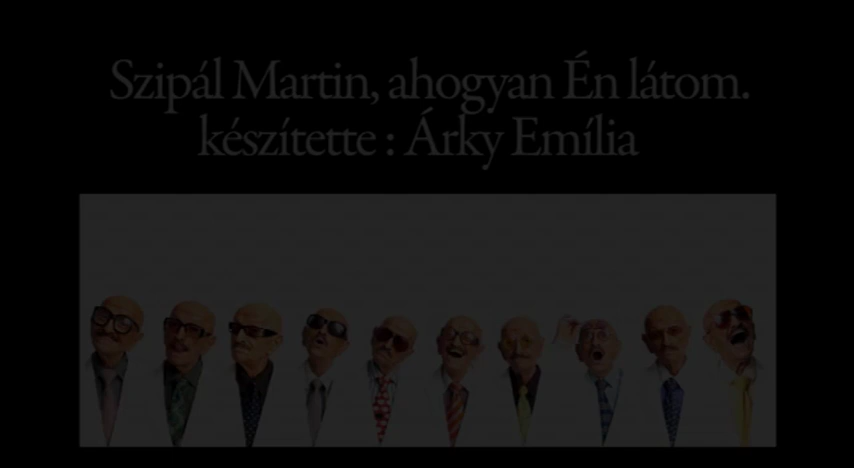 Szipál Martin, ahogyan Én látom.
készítette : Árky Emília